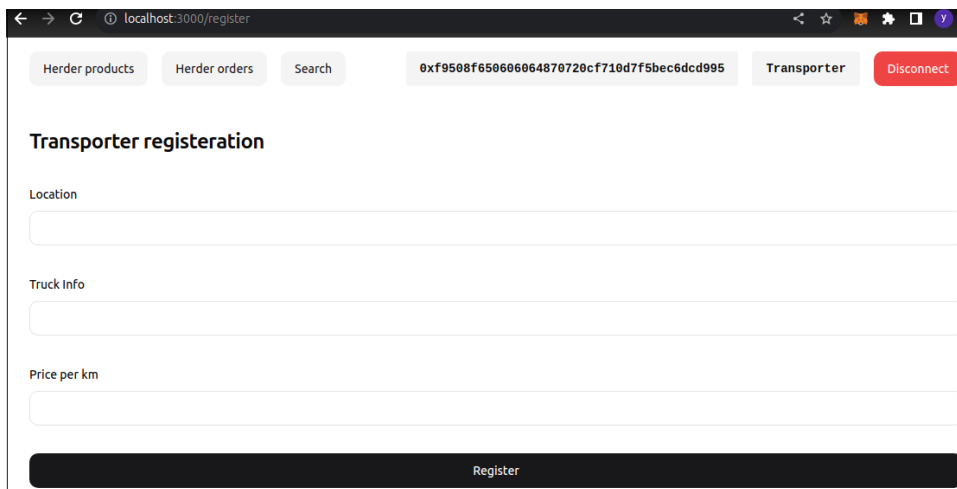 localhost:3000/register
y
Herder products Herder orders Search 0xf9508f650606064870720cf710d7f5bec6dcd995 Transporter Disconnect
Transporter registeration
Location
Truck Info
Price per km
Register